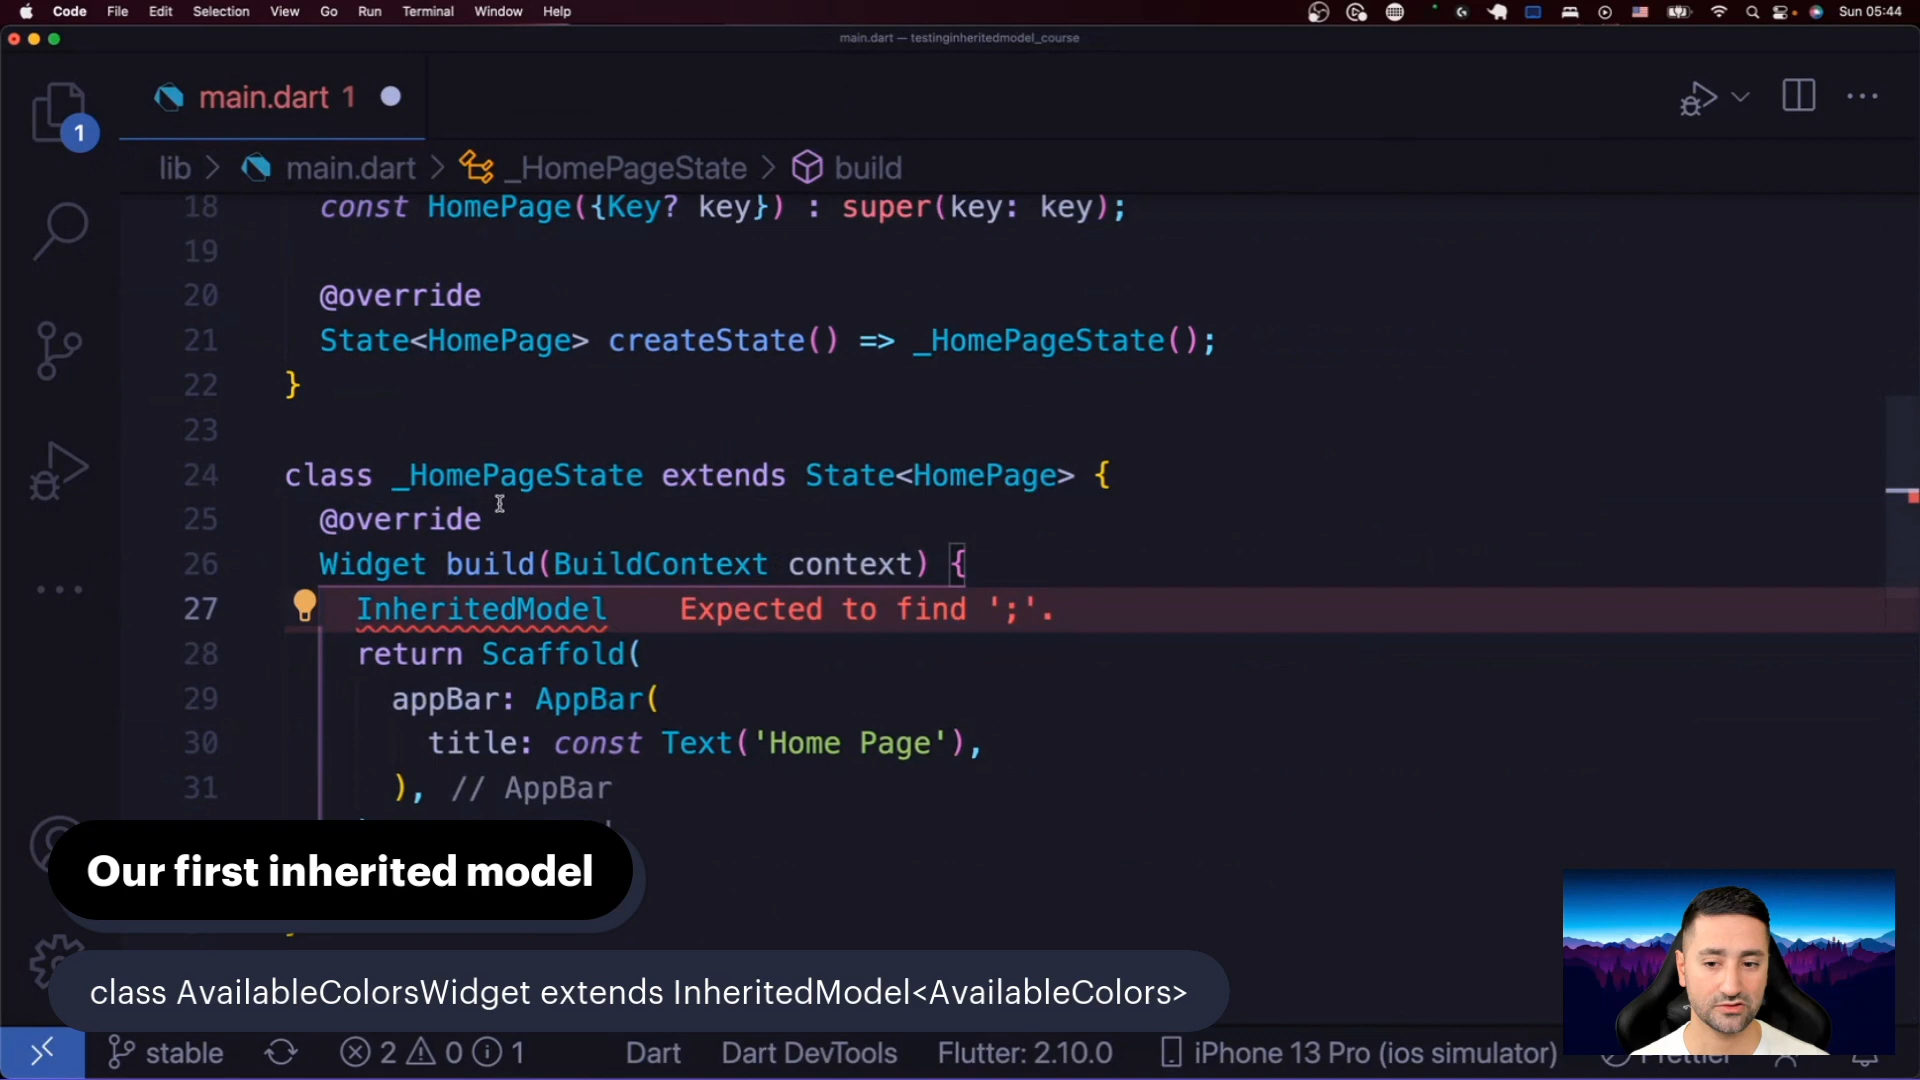 Code File Edit Selection View Go Run Terminal Window Help Sun 05:44
main.dart — testinginheritedmodel_course
main.dart 1
1
lib > main.dart > _HomePageState > build
18 const HomePage({Key? key}) : super(key: key);
19
20 @override
21 State<HomePage> createState() => _HomePageState();
22 }
23
24 class _HomePageState extends State<HomePage> {
25 @override
26 Widget build(BuildContext context) {
27 InheritedModel Expected to find ';'.
28 return Scaffold(
29 appBar: AppBar(
30 title: const Text('Home Page'),
31 ), // AppBar
Our first inherited model
class AvailableColorsWidget extends InheritedModel<AvailableColors>
stable 2 0 1 Dart Dart DevTools Flutter: 2.10.0 iPhone 13 Pro (ios simulator)